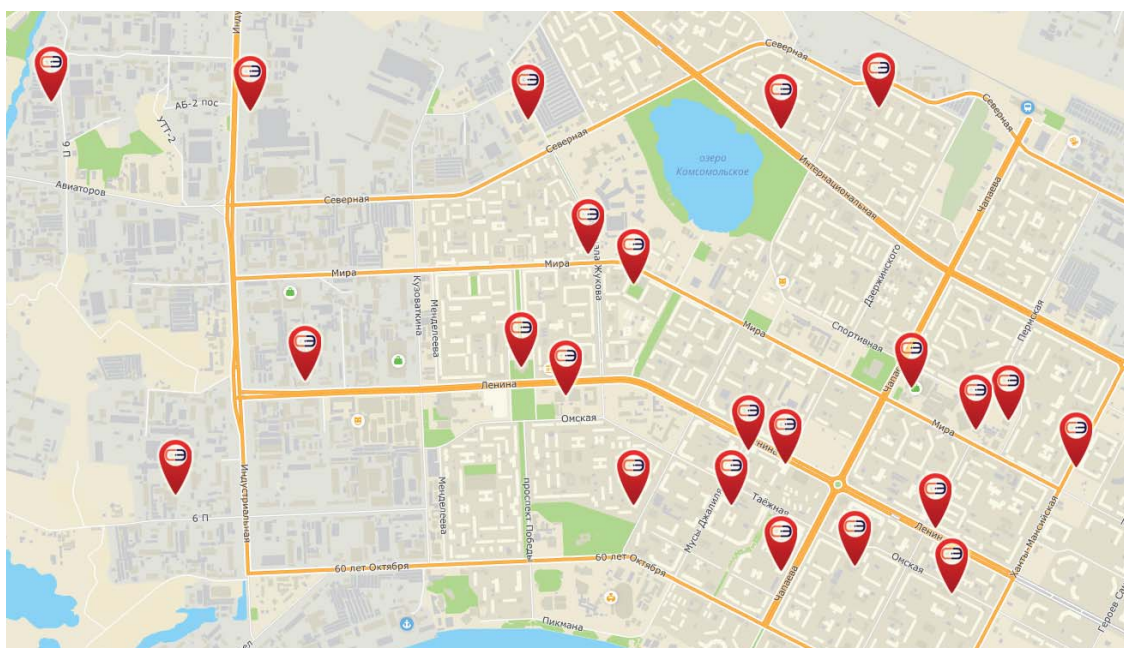 Северная
Северная
АБ-2 пос
УТТ-2
9 П
Северная
озеро
Комсомольское
Интернациональная
Чапаева
Авиаторов
Северная
Мира
Мира
Кузоваткина
Менделеева
Дзержинского
Пермская
Спортивная
Мира
Ленина
Омская
Мира
Индустриальная
Менделеева
проспект Победы
Мусы Джалиля
Таёжная
6 П
Омская
Ханты-Мансийская
60 лет Октября
60 лет Октября
Чапаева
Пикмана